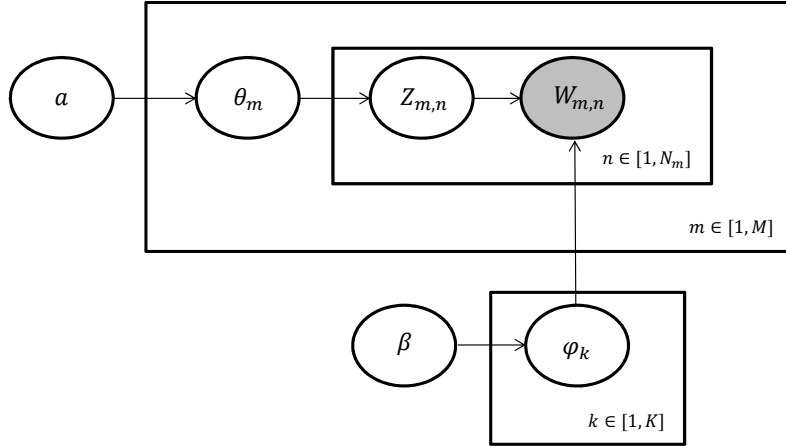 a
θ_m
Z_{m,n}
W_{m,n}
n ∈ [1, N_m]
m ∈ [1, M]
β
φ_k
k ∈ [1, K]